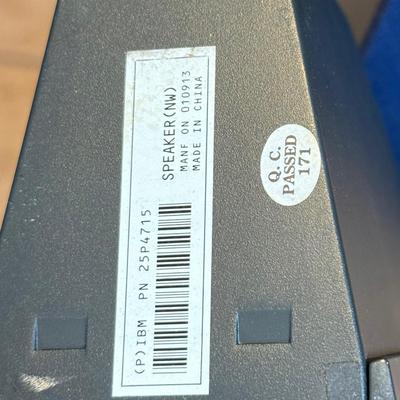 SPEAKER(NW)
MANF ON 010913
MADE IN CHINA
(P)IBM PN 25P4715
Q. C.
PASSED
171